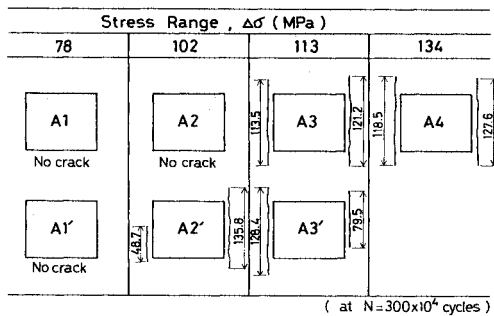 Stress Range , Δσ ( MPa )
78 102 113 134
A1 A2 113.5 A3 121.2 118.5 A4 127.6
No crack No crack
A1′ 48.7 A2′ 135.8 128.4 A3′ 79.5
No crack
( at N=300x10⁴ cycles )